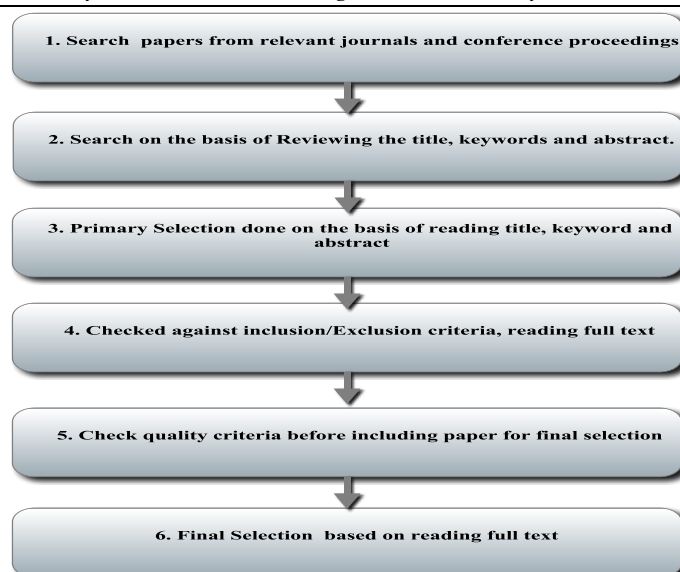 1. Search papers from relevant journals and conference proceedings
2. Search on the basis of Reviewing the title, keywords and abstract.
3. Primary Selection done on the basis of reading title, keyword and
abstract
4. Checked against inclusion/Exclusion criteria, reading full text
5. Check quality criteria before including paper for final selection
6. Final Selection based on reading full text